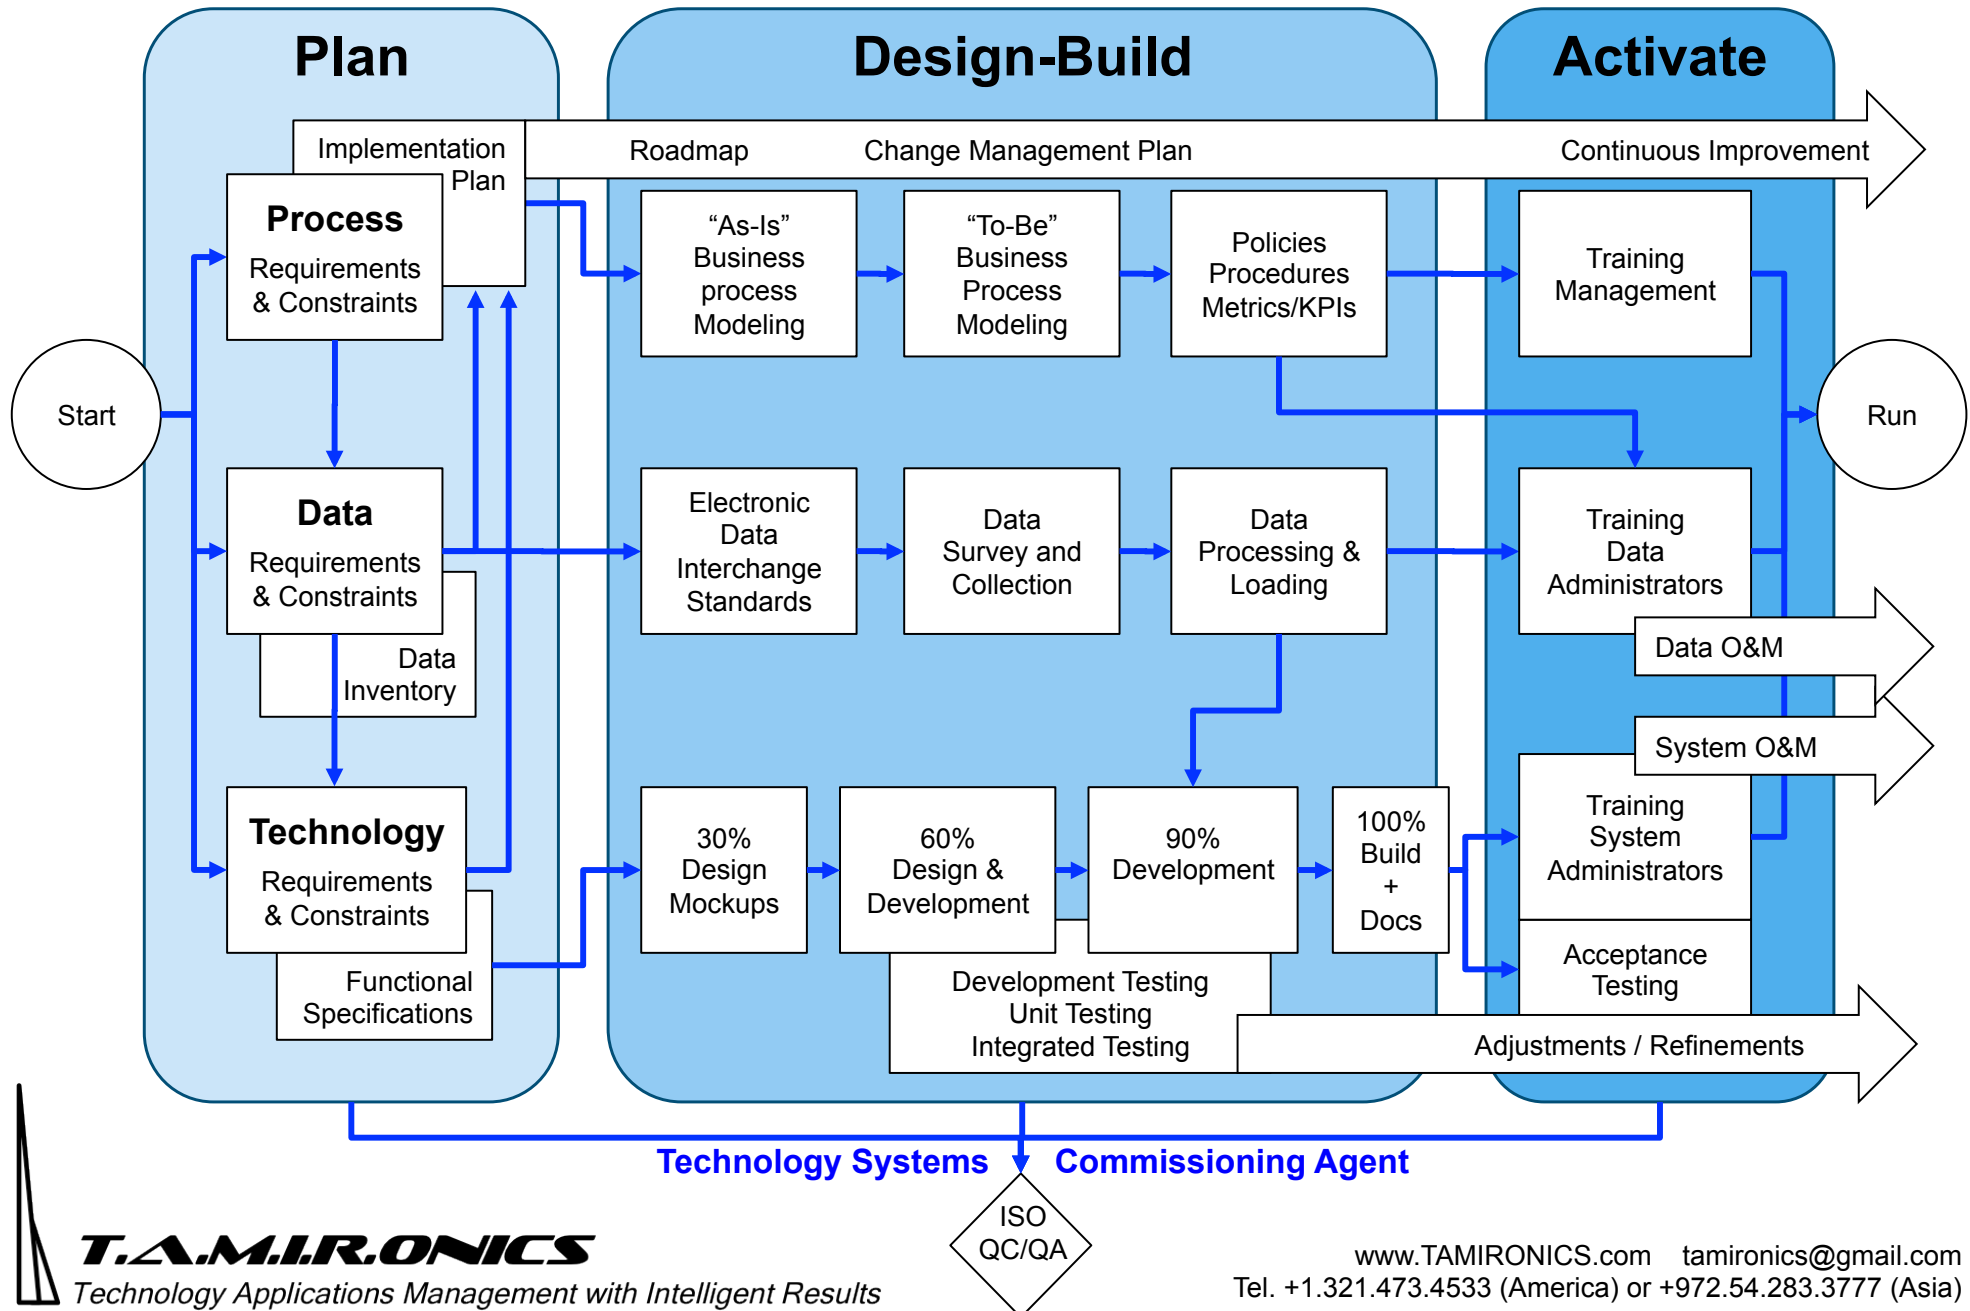 Plan
Design-Build
Activate
Implementation
Plan
Roadmap
Change Management Plan
Continuous Improvement
Process
Requirements
& Constraints
“As-Is”
Business
process
Modeling
“To-Be”
Business
Process
Modeling
Policies
Procedures
Metrics/KPIs
Training
Management
Start
Run
Data
Requirements
& Constraints
Data
Inventory
Electronic
Data
Interchange
Standards
Data
Survey and
Collection
Data
Processing &
Loading
Training
Data
Administrators
Data O&M
System O&M
Technology
Requirements
& Constraints
Functional
Specifications
30%
Design
Mockups
60%
Design &
Development
90%
Development
100%
Build
+
Docs
Training
System
Administrators
Acceptance
Testing
Development Testing
Unit Testing
Integrated Testing
Adjustments / Refinements
Technology Systems Commissioning Agent
ISO
QC/QA
T.A.M.I.R.ONICS
Technology Applications Management with Intelligent Results
www.TAMIRONICS.com tamironics@gmail.com
Tel. +1.321.473.4533 (America) or +972.54.283.3777 (Asia)